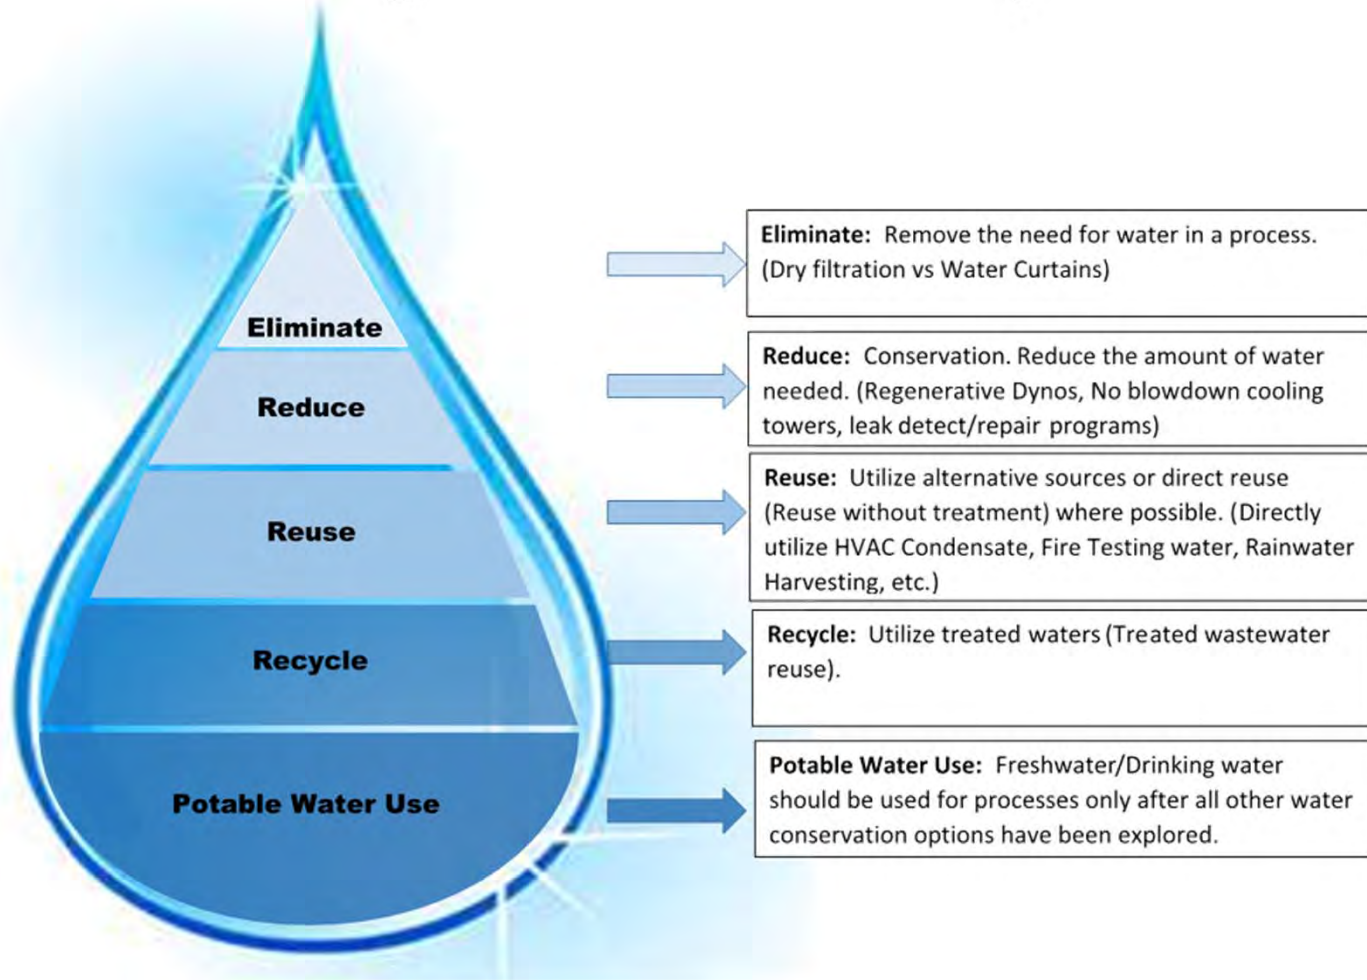 Eliminate
Reduce
Reuse
Recycle
Potable Water Use
Eliminate: Remove the need for water in a process.
(Dry filtration vs Water Curtains)
Reduce: Conservation. Reduce the amount of water
needed. (Regenerative Dynos, No blowdown cooling
towers, leak detect/repair programs)
Reuse: Utilize alternative sources or direct reuse
(Reuse without treatment) where possible. (Directly
utilize HVAC Condensate, Fire Testing water, Rainwater
Harvesting, etc.)
Recycle: Utilize treated waters (Treated wastewater
reuse).
Potable Water Use: Freshwater/Drinking water
should be used for processes only after all other water
conservation options have been explored.